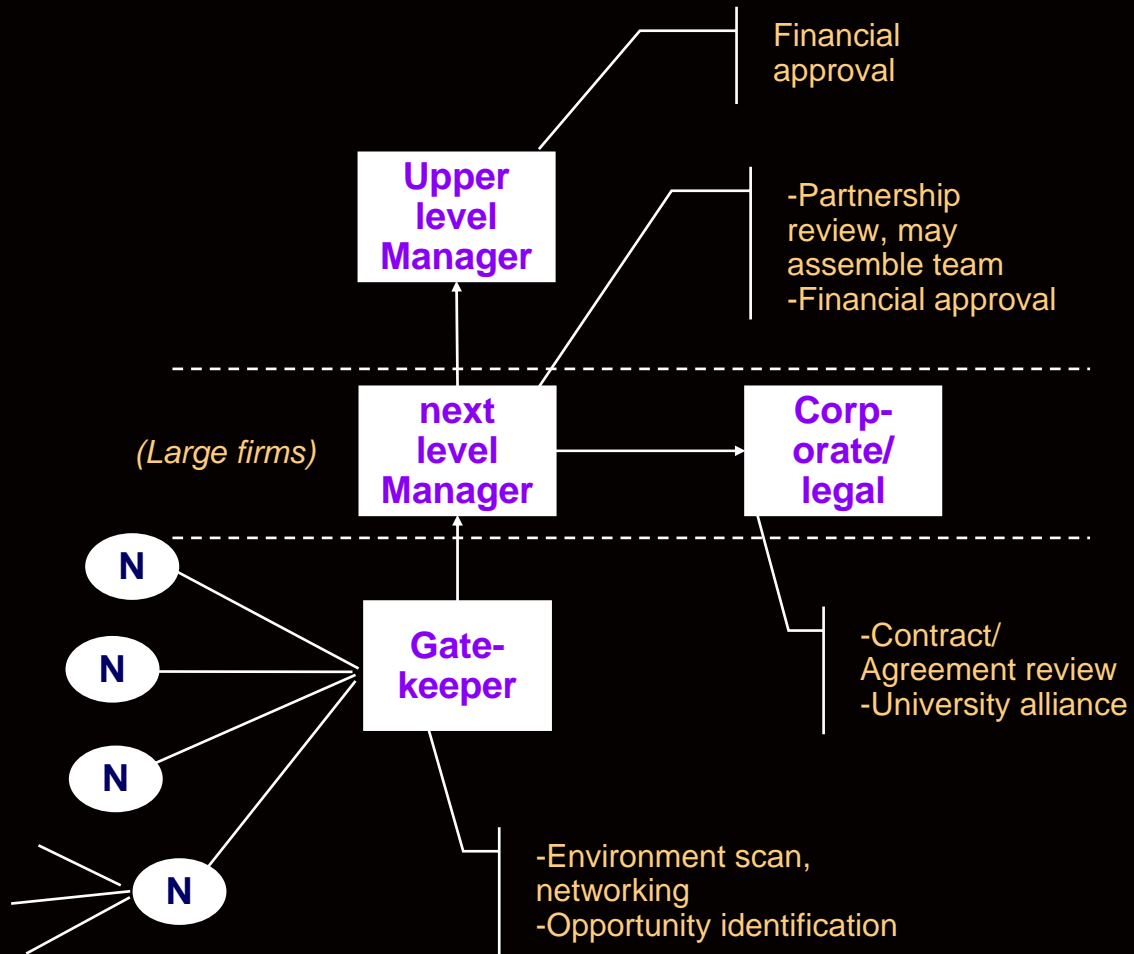 Financial
approval
Upper
level
Manager
-Partnership
review, may
assemble team
-Financial approval
(Large firms)
next
level
Manager
Corp-
orate/
legal
N
N
N
N
Gate-
keeper
-Contract/
Agreement review
-University alliance
-Environment scan,
networking
-Opportunity identification